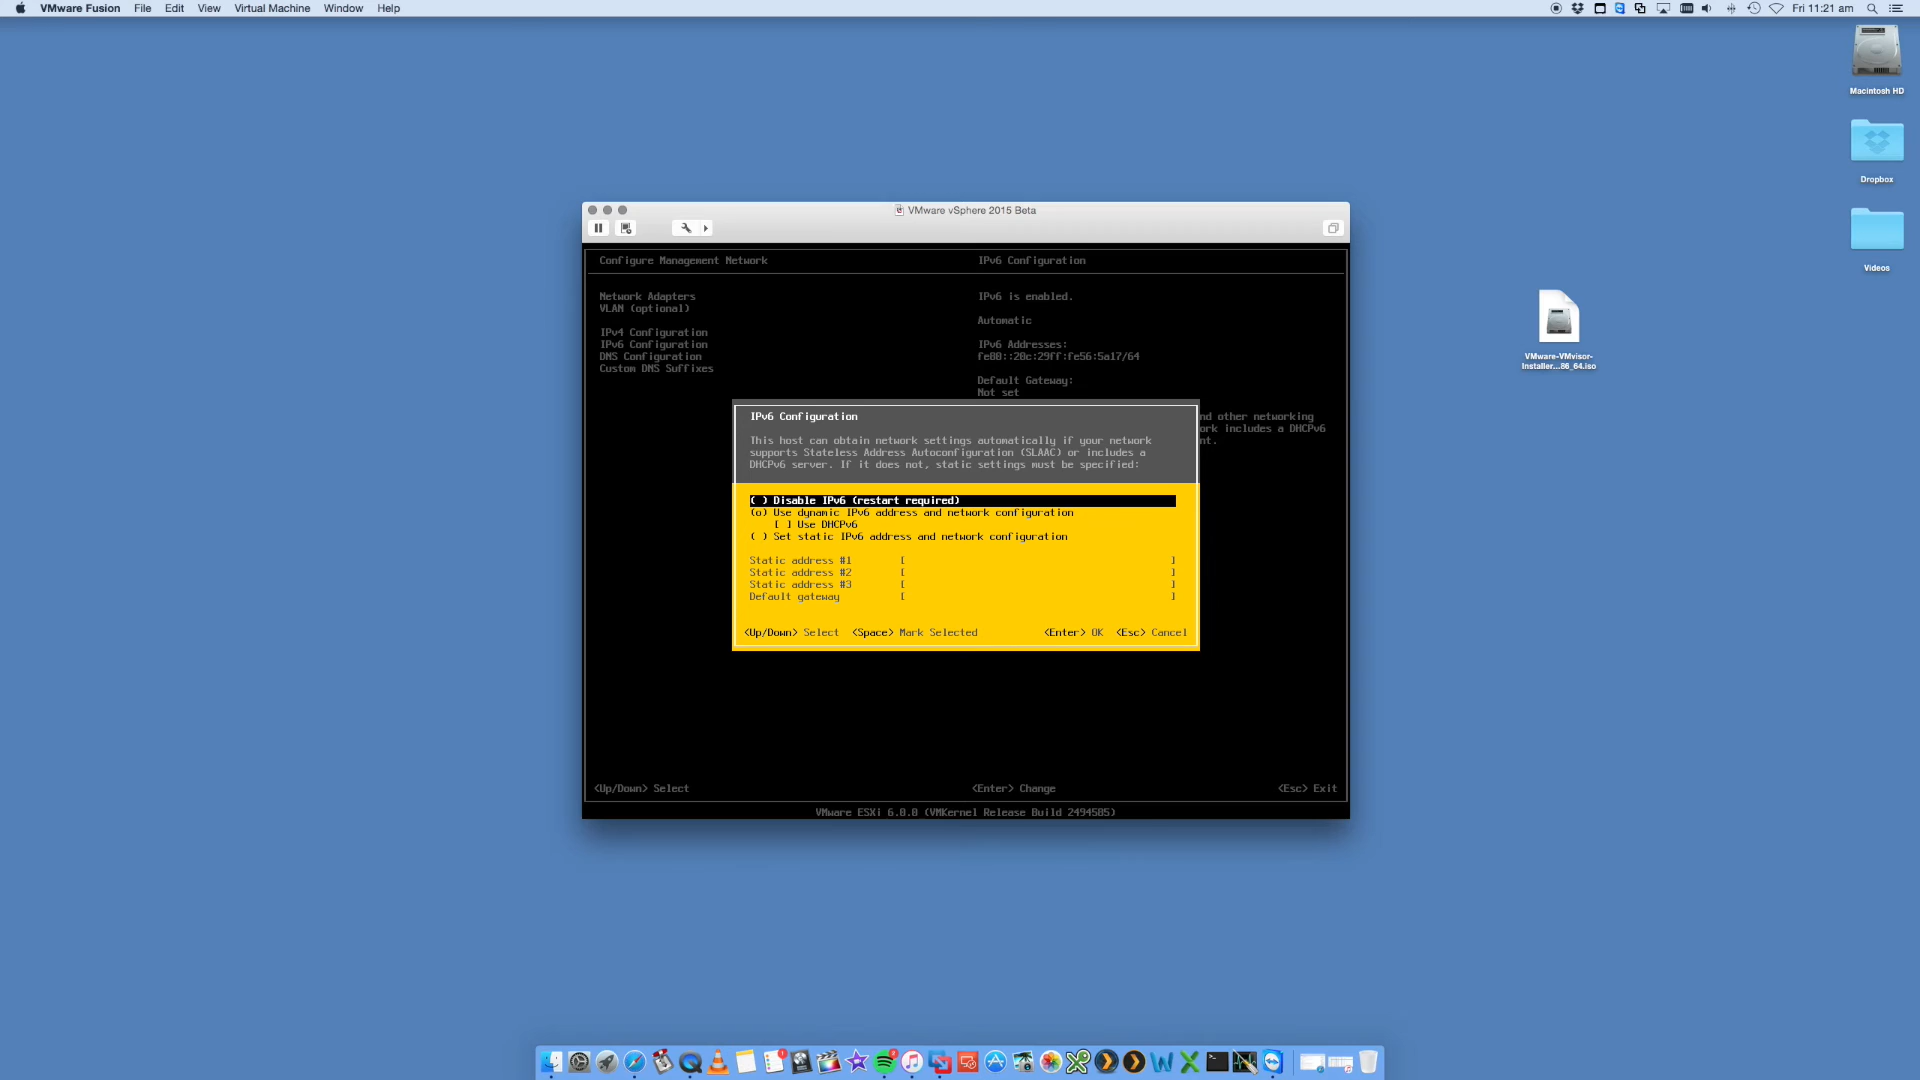 VMware Fusion File Edit View Virtual Machine Window Help Fri 11:21 am
Macintosh HD
Dropbox
Videos
VMware-VMvisor-
Installer...86_64.iso
VMware vSphere 2015 Beta
Configure Management Network IPv6 Configuration
Network Adapters IPv6 is enabled.
VLAN (optional)
Automatic
IPv4 Configuration
IPv6 Configuration IPv6 Addresses:
DNS Configuration fe80::20c:29ff:fe56:5a17/64
Custom DNS Suffixes
Default Gateway:
Not set
nd other networking
ork includes a DHCPv6
nt.
IPv6 Configuration
This host can obtain network settings automatically if your network
supports Stateless Address Autoconfiguration (SLAAC) or includes a
DHCPv6 server. If it does not, static settings must be specified:
( ) Disable IPv6 (restart required)
(o) Use dynamic IPv6 address and network configuration
[ ] Use DHCPv6
( ) Set static IPv6 address and network configuration
Static address #1 [ ]
Static address #2 [ ]
Static address #3 [ ]
Default gateway [ ]
<Up/Down> Select <Space> Mark Selected <Enter> OK <Esc> Cancel
<Up/Down> Select <Enter> Change <Esc> Exit
VMware ESXi 6.0.0 (VMKernel Release Build 2494585)